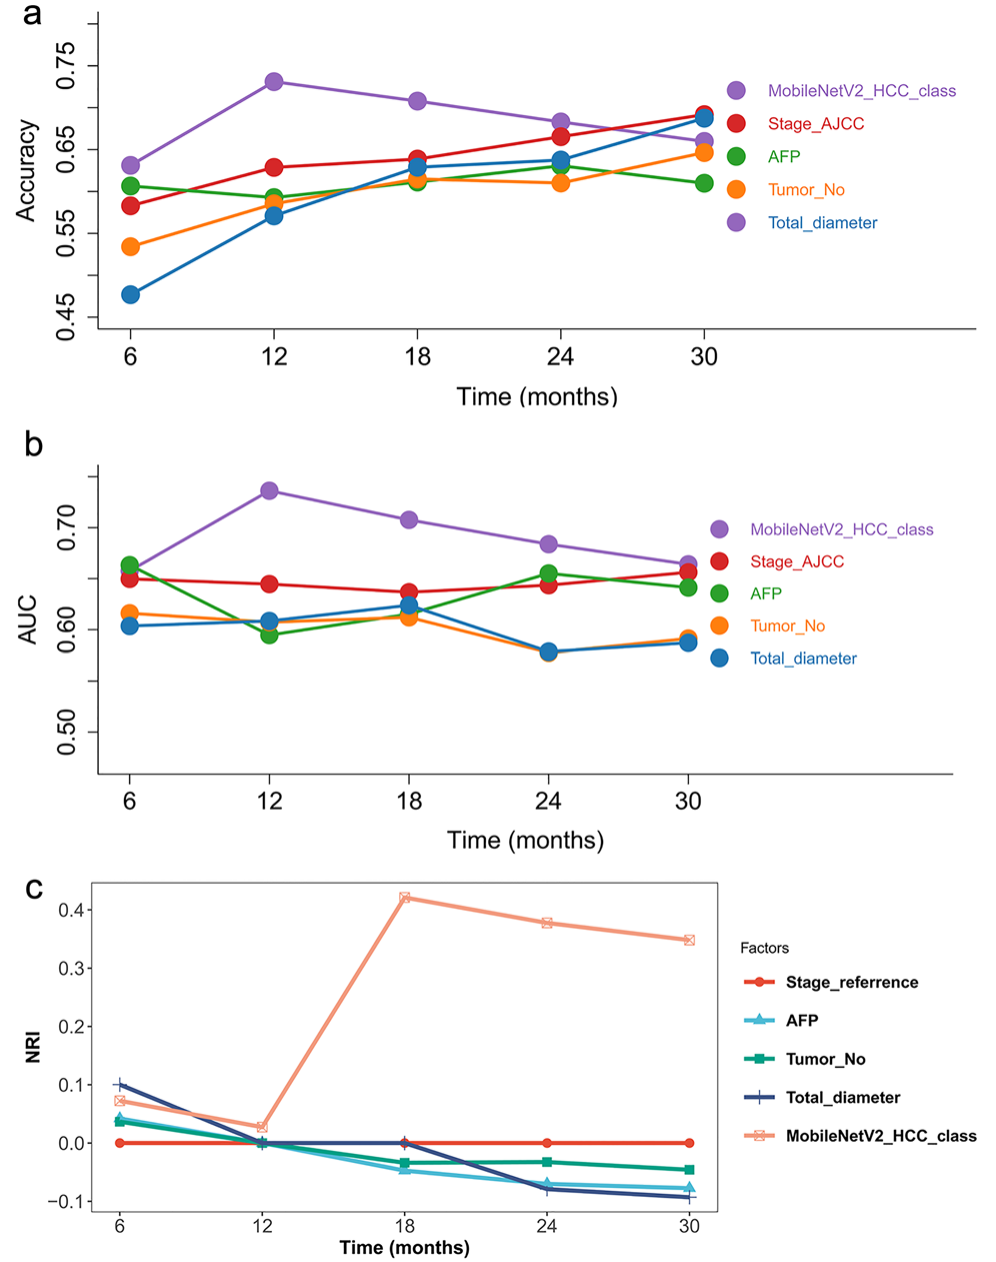 a
Accuracy
0.75
0.65
0.55
0.45
6 12 18 24 30
Time (months)
MobileNetV2_HCC_class
Stage_AJCC
AFP
Tumor_No
Total_diameter
b
AUC
0.70
0.60
0.50
6 12 18 24 30
Time (months)
MobileNetV2_HCC_class
Stage_AJCC
AFP
Tumor_No
Total_diameter
c
NRI
0.4
0.3
0.2
0.1
0.0
−0.1
6 12 18 24 30
Time (months)
Factors
Stage_referrence
AFP
Tumor_No
Total_diameter
MobileNetV2_HCC_class